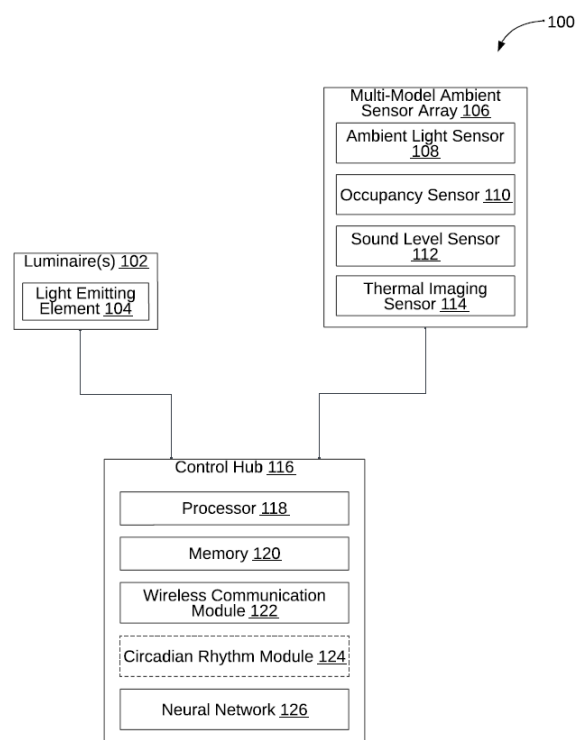 100
Multi-Model Ambient
Sensor Array 106
Ambient Light Sensor
108
Occupancy Sensor 110
Sound Level Sensor
112
Thermal Imaging
Sensor 114
Luminaire(s) 102
Light Emitting
Element 104
Control Hub 116
Processor 118
Memory 120
Wireless Communication
Module 122
Circadian Rhythm Module 124
Neural Network 126